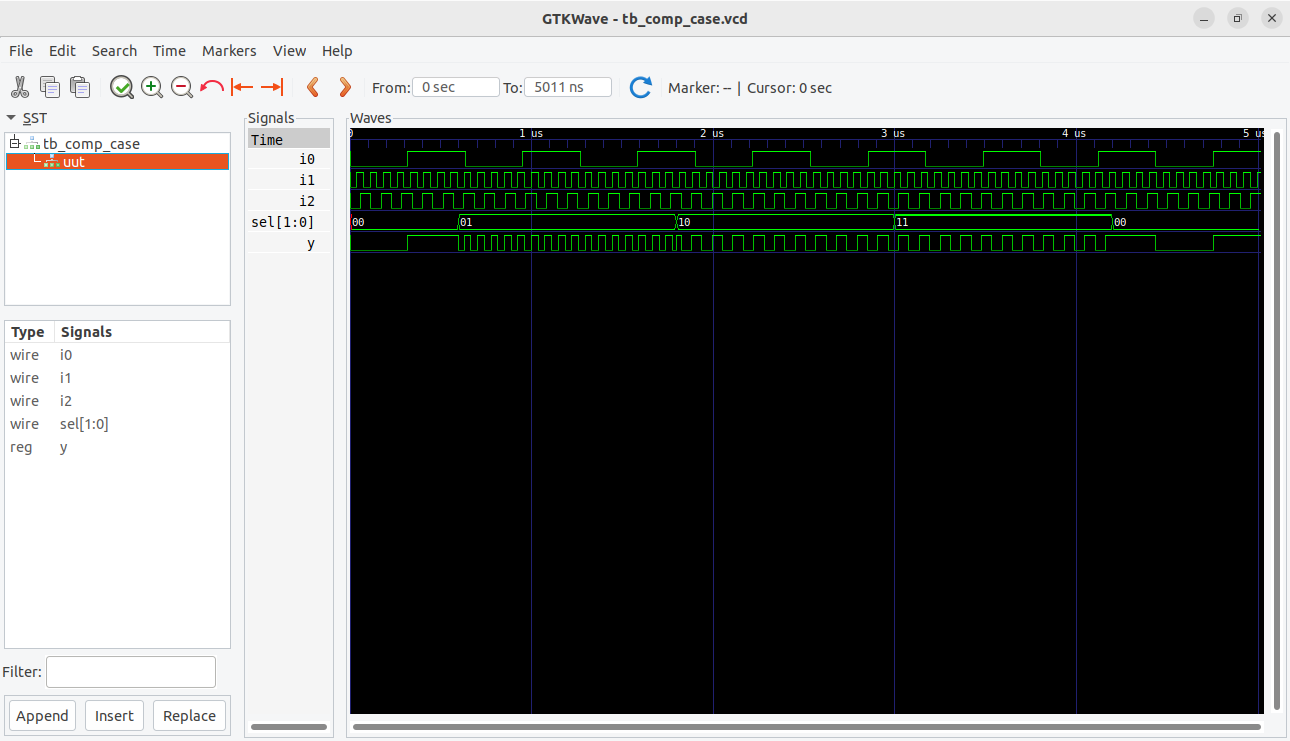 GTKWave - tb_comp_case.vcd
File Edit Search Time Markers View Help
From: 0 sec To: 5011 ns Marker: -- | Cursor: 0 sec
SST
tb_comp_case
uut
Type Signals
wire i0
wire i1
wire i2
wire sel[1:0]
reg y
Filter:
Append Insert Replace
Signals
Time
i0
i1
i2
sel[1:0]
y
Waves
0 1 us 2 us 3 us 4 us 5 us
00 01 10 11 00